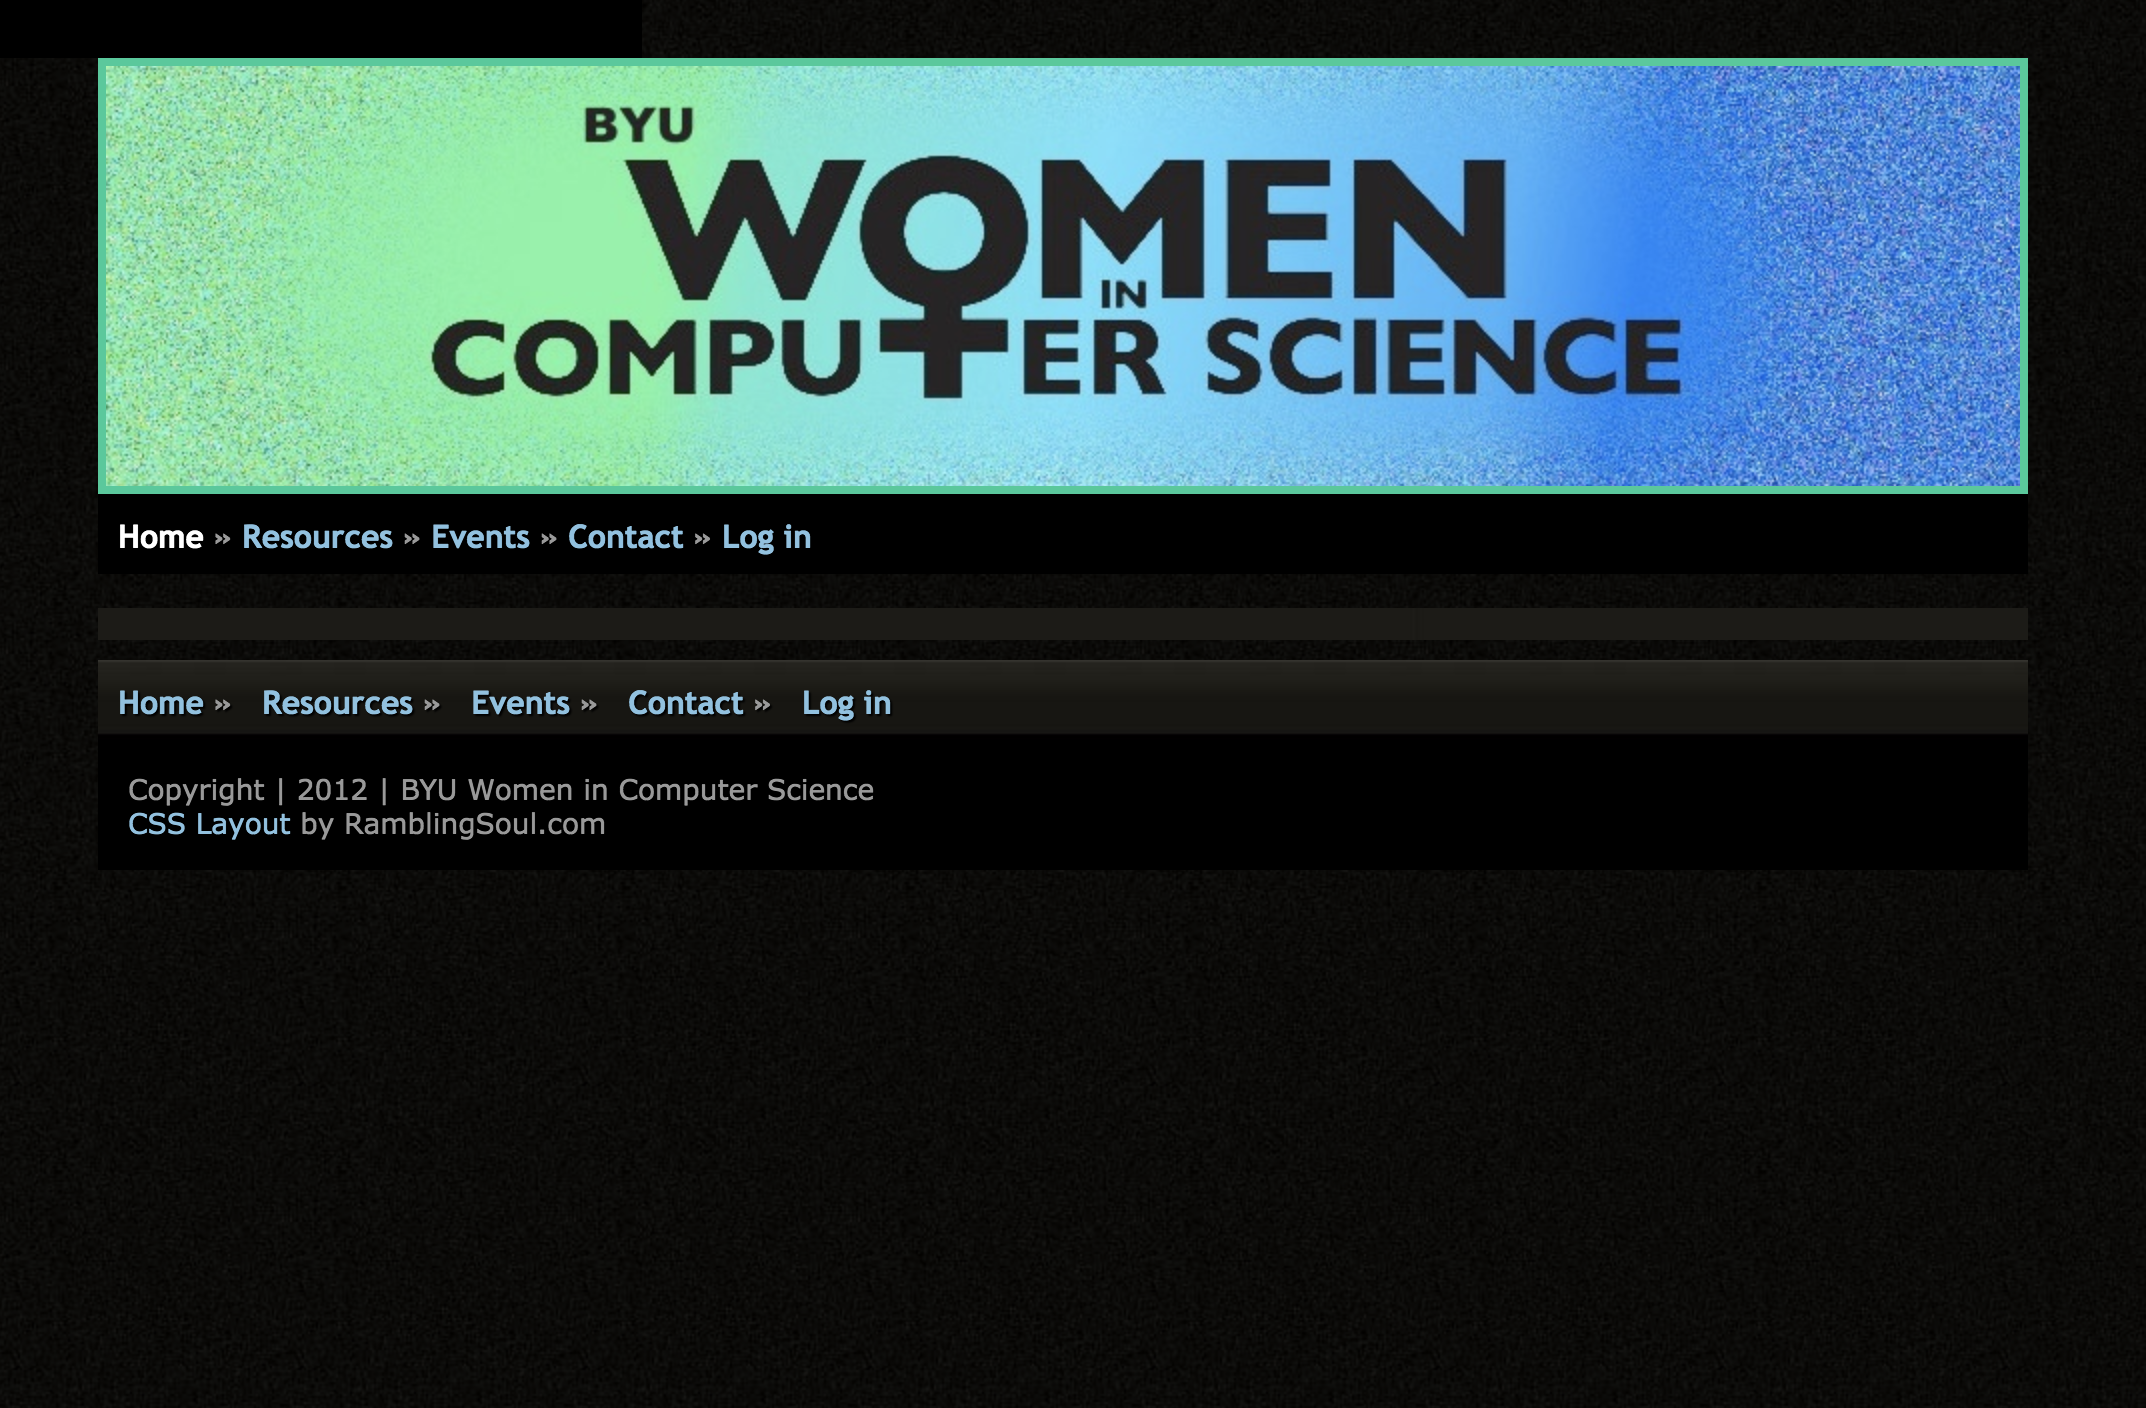 BYU
WOMEN
IN
COMPUTER SCIENCE
Home » Resources » Events » Contact » Log in
Home » Resources » Events » Contact » Log in
Copyright | 2012 | BYU Women in Computer Science
CSS Layout by RamblingSoul.com